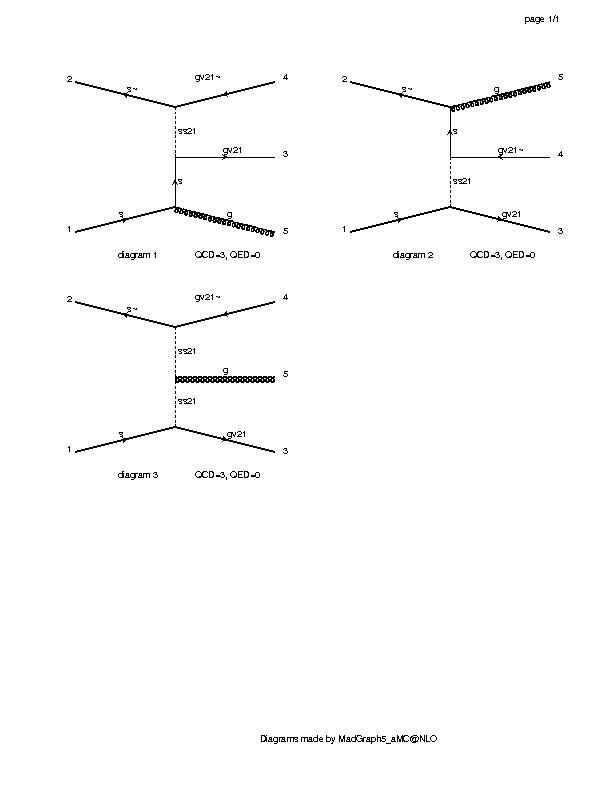 page 1/1
2 s~ gv21~ 4
ss21
gv21 3
s
1 s g 5
diagram 1 QCD=3, QED=0
2 s~ g 5
s
gv21~ 4
ss21
1 s gv21 3
diagram 2 QCD=3, QED=0
2 s~ gv21~ 4
ss21
g 5
ss21
1 s gv21 3
diagram 3 QCD=3, QED=0
Diagrams made by MadGraph5_aMC@NLO